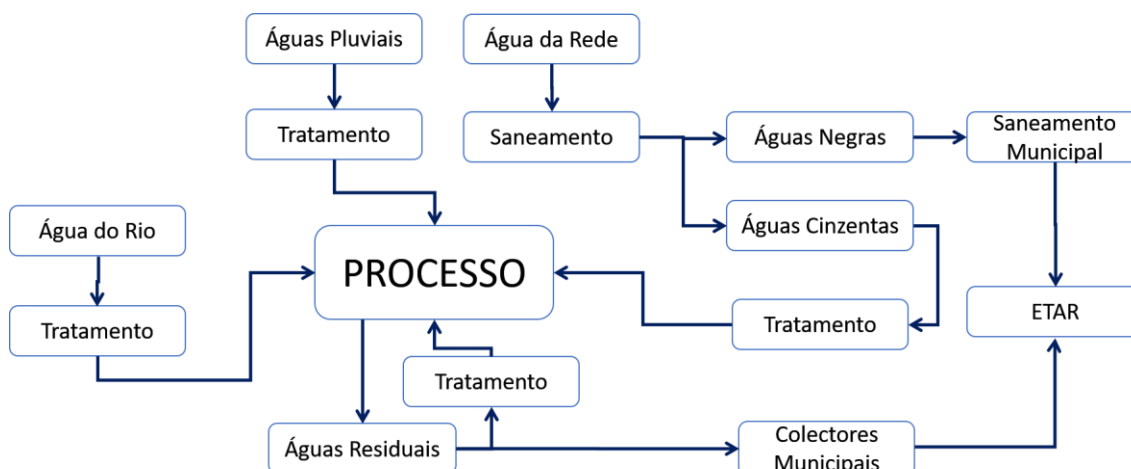 Águas Pluviais
Água da Rede
Tratamento
Saneamento
Águas Negras
Saneamento
Municipal
Água do Rio
Águas Cinzentas
PROCESSO
Tratamento
Tratamento
ETAR
Tratamento
Águas Residuais
Colectores
Municipais